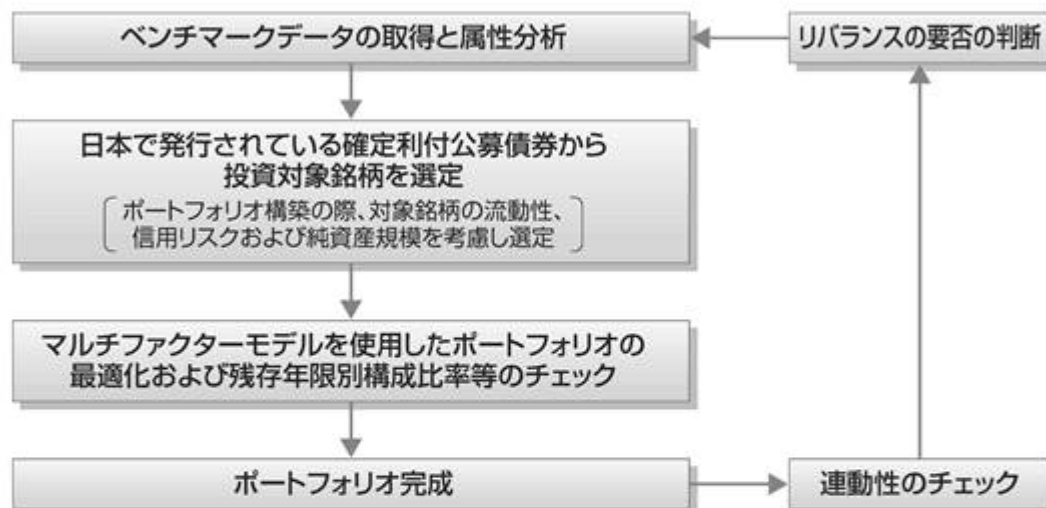 ベンチマークデータの取得と属性分析
リバランスの要否の判断
日本で発行されている確定利付公募債券から
投資対象銘柄を選定
ポートフォリオ構築の際、対象銘柄の流動性、
信用リスクおよび純資産規模を考慮し選定
マルチファクターモデルを使用したポートフォリオの
最適化および残存年限別構成比率等のチェック
ポートフォリオ完成
連動性のチェック